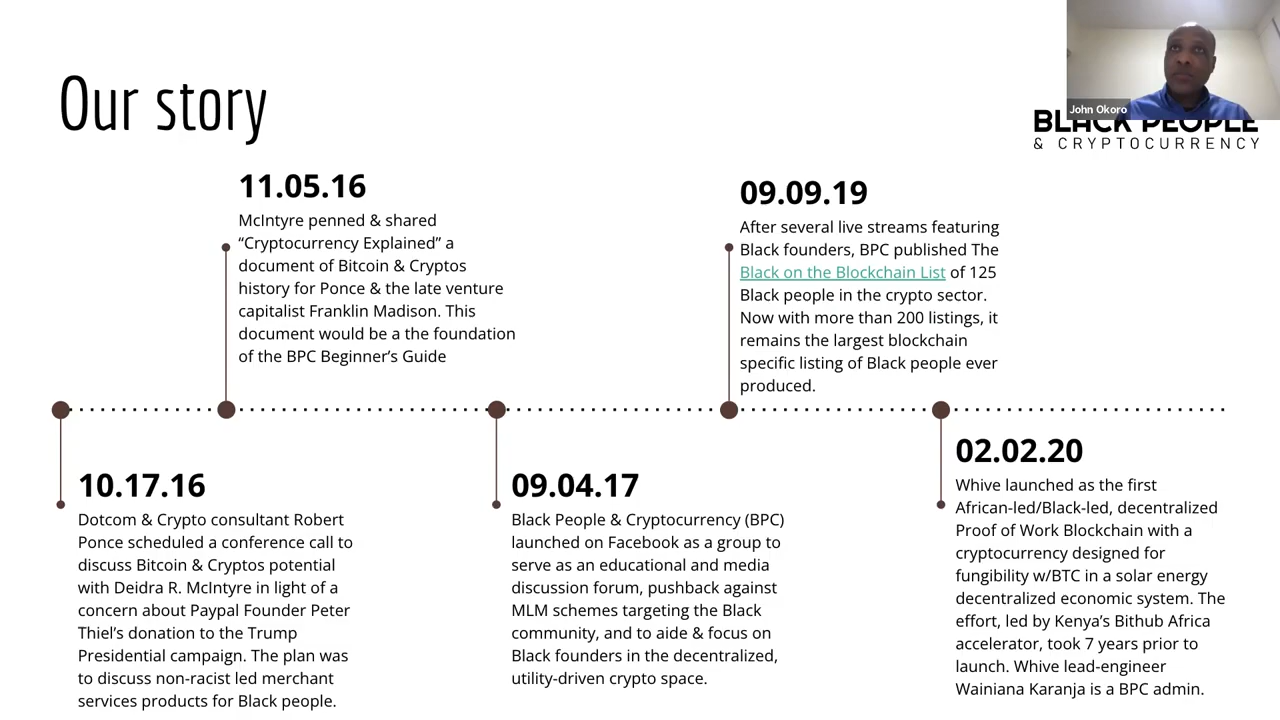 Our story
John Okoro
BLACK PEOPLE
& CRYPTOCURRENCY
11.05.16
McIntyre penned & shared
“Cryptocurrency Explained” a
document of Bitcoin & Cryptos
history for Ponce & the late venture
capitalist Franklin Madison. This
document would be a the foundation
of the BPC Beginner’s Guide
09.09.19
After several live streams featuring
Black founders, BPC published The
Black on the Blockchain List of 125
Black people in the crypto sector.
Now with more than 200 listings, it
remains the largest blockchain
specific listing of Black people ever
produced.
10.17.16
Dotcom & Crypto consultant Robert
Ponce scheduled a conference call to
discuss Bitcoin & Cryptos potential
with Deidra R. McIntyre in light of a
concern about Paypal Founder Peter
Thiel’s donation to the Trump
Presidential campaign. The plan was
to discuss non-racist led merchant
services products for Black people.
09.04.17
Black People & Cryptocurrency (BPC)
launched on Facebook as a group to
serve as an educational and media
discussion forum, pushback against
MLM schemes targeting the Black
community, and to aide & focus on
Black founders in the decentralized,
utility-driven crypto space.
02.02.20
Whive launched as the first
African-led/Black-led, decentralized
Proof of Work Blockchain with a
cryptocurrency designed for
fungibility w/BTC in a solar energy
decentralized economic system. The
effort, led by Kenya’s Bithub Africa
accelerator, took 7 years prior to
launch. Whive lead-engineer
Wainiana Karanja is a BPC admin.